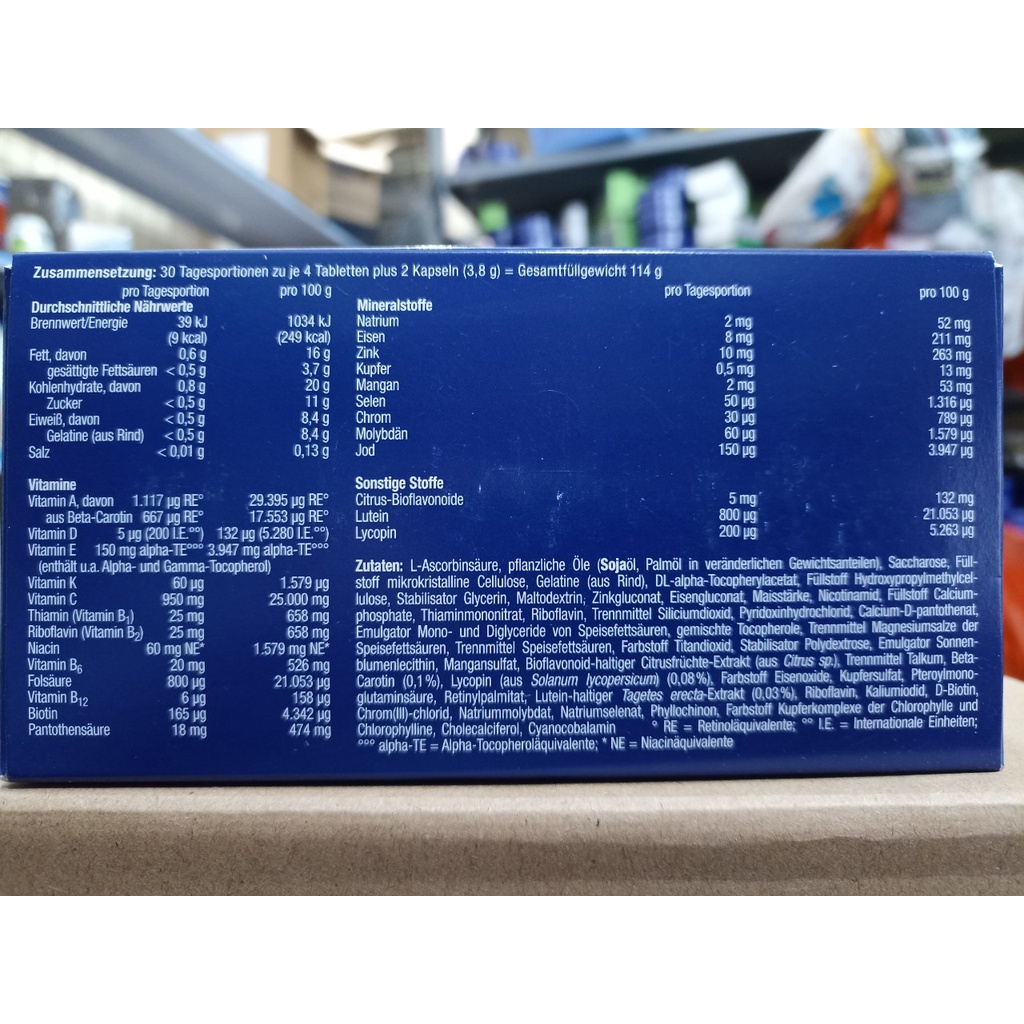 Zusammensetzung: 30 Tagesportionen zu je 4 Tabletten plus 2 Kapseln (3,8 g) = Gesamtfüllgewicht 114 g
pro Tagesportion pro 100 g
Durchschnittliche Nährwerte
Brennwert/Energie 39 kJ 1034 kJ
(9 kcal) (249 kcal)
Fett, davon 0,6 g 16 g
gesättigte Fettsäuren < 0,5 g 3,7 g
Kohlenhydrate, davon 0,8 g 20 g
Zucker < 0,5 g 11 g
Eiweiß, davon < 0,5 g 8,4 g
Gelatine (aus Rind) < 0,5 g 8,4 g
Salz < 0,01 g 0,13 g
Vitamine
Vitamin A, davon 1.117 µg RE° 29.395 µg RE°
aus Beta-Carotin 667 µg RE° 17.553 µg RE°
Vitamin D 5 µg (200 I.E.°°) 132 µg (5.280 I.E.°°)
Vitamin E 150 mg alpha-TE°°° 3.947 mg alpha-TE°°°
(enthält u.a. Alpha- und Gamma-Tocopherol)
Vitamin K 60 µg 1.579 µg
Vitamin C 950 mg 25.000 mg
Thiamin (Vitamin B₁) 25 mg 658 mg
Riboflavin (Vitamin B₂) 25 mg 658 mg
Niacin 60 mg NE* 1.579 mg NE*
Vitamin B₆ 20 mg 526 mg
Folsäure 800 µg 21.053 µg
Vitamin B₁₂ 6 µg 158 µg
Biotin 165 µg 4.342 µg
Pantothensäure 18 mg 474 mg
pro Tagesportion pro 100 g
Mineralstoffe
Natrium 2 mg 52 mg
Eisen 8 mg 211 mg
Zink 10 mg 263 mg
Kupfer 0,5 mg 13 mg
Mangan 2 mg 53 mg
Selen 50 µg 1.316 µg
Chrom 30 µg 789 µg
Molybdän 60 µg 1.579 µg
Jod 150 µg 3.947 µg
Sonstige Stoffe
Citrus-Bioflavonoide 5 mg 132 mg
Lutein 800 µg 21.053 µg
Lycopin 200 µg 5.263 µg
Zutaten: L-Ascorbinsäure, pflanzliche Öle (Sojaöl, Palmöl in veränderlichen Gewichtsanteilen), Saccharose, Füll-
stoff mikrokristalline Cellulose, Gelatine (aus Rind), DL-alpha-Tocopherylacetat, Füllstoff Hydroxypropylmethylcel-
lulose, Stabilisator Glycerin, Maltodextrin, Zinkgluconat, Eisengluconat, Maisstärke, Nicotinamid, Füllstoff Calcium-
phosphate, Thiaminmononitrat, Riboflavin, Trennmittel Siliciumdioxid, Pyridoxinhydrochlorid, Calcium-D-pantothenat,
Emulgator Mono- und Diglyceride von Speisefettsäuren, gemischte Tocopherole, Trennmittel Magnesiumsalze der
Speisefettsäuren, Trennmittel Speisefettsäuren, Farbstoff Titandioxid, Stabilisator Polydextrose, Emulgator Sonnen-
blumenlecithin, Mangansulfat, Bioflavonoid-haltiger Citrusfrüchte-Extrakt (aus Citrus sp.), Trennmittel Talkum, Beta-
Carotin (0,1 %), Lycopin (aus Solanum lycopersicum) (0,08 %), Farbstoff Eisenoxide, Kupfersulfat, Pteroylmono-
glutaminsäure, Retinylpalmitat, Lutein-haltiger Tagetes erecta-Extrakt (0,03 %), Riboflavin, Kaliumiodid, D-Biotin,
Chrom(III)-chlorid, Natriummolybdat, Natriumselenat, Phyllochinon, Farbstoff Kupferkomplexe der Chlorophylle und
Chlorophylline, Cholecalciferol, Cyanocobalamin ° RE = Retinoläquivalente; °° I.E. = Internationale Einheiten;
°°° alpha-TE = Alpha-Tocopheroläquivalente; * NE = Niacinäquivalente